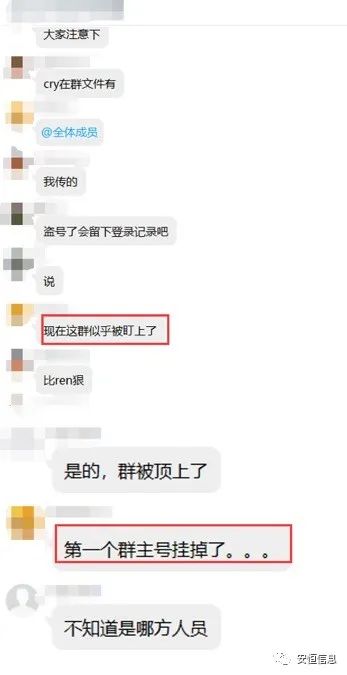 大家注意下
cry在群文件有
@全体成员
我传的
盗号了会留下登录记录吧
说
现在这群似乎被盯上了
比ren狠
是的，群被顶上了
第一个群主号挂掉了。。。
不知道是哪方人员
安恒信息